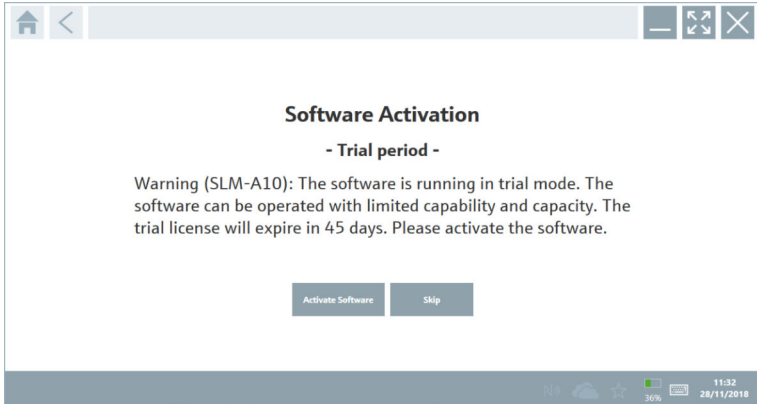 Software Activation
- Trial period -
Warning (SLM-A10): The software is running in trial mode. The
software can be operated with limited capability and capacity. The
trial license will expire in 45 days. Please activate the software.
Activate Software
Skip
36%
11:32
28/11/2018